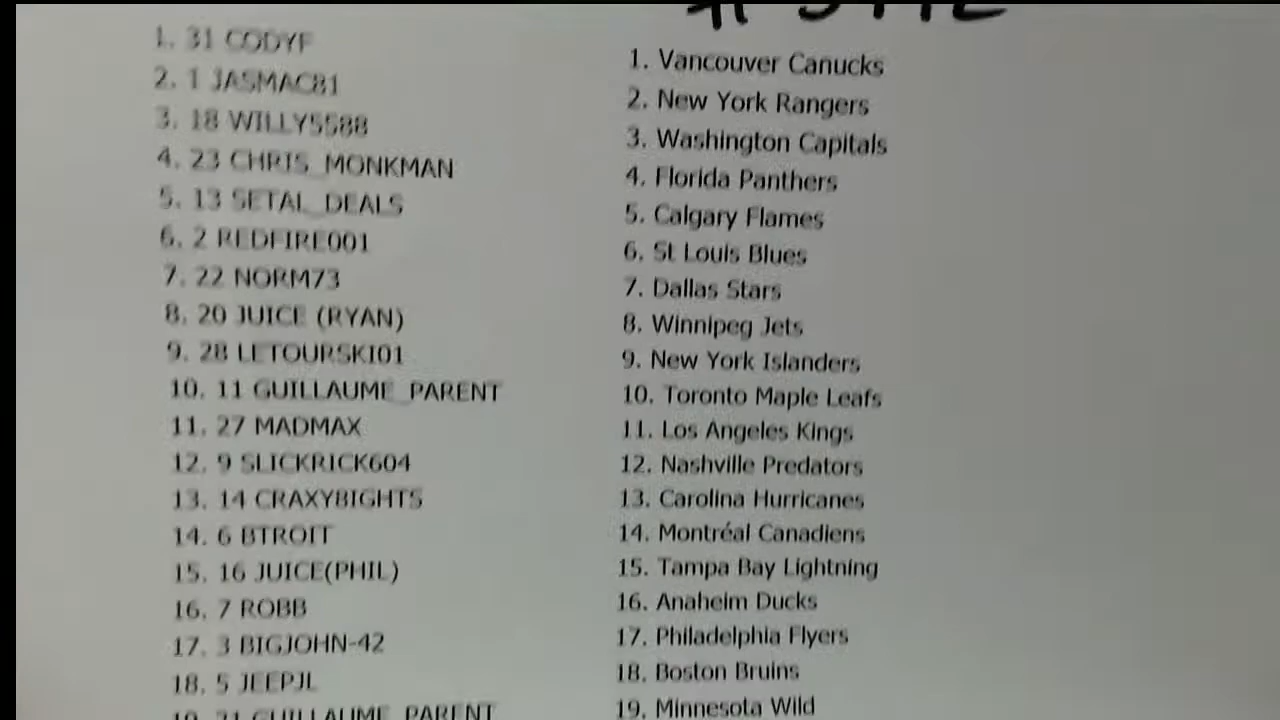 1. 31 CODYF
2. 1 JASMAC81
3. 18 WILLY5588
4. 23 CHRIS_MONKMAN
5. 13 SETAL_DEALS
6. 2 REDFIRE001
7. 22 NORM73
8. 20 JUICE (RYAN)
9. 28 LETOURSKI01
10. 11 GUILLAUME_PARENT
11. 27 MADMAX
12. 9 SLICKRICK604
13. 14 CRAXY8IGHTS
14. 6 BTROIT
15. 16 JUICE(PHIL)
16. 7 ROBB
17. 3 BIGJOHN-42
18. 5 JEEPJL
19. 21 GUILLAUME_PARENT
1. Vancouver Canucks
2. New York Rangers
3. Washington Capitals
4. Florida Panthers
5. Calgary Flames
6. St Louis Blues
7. Dallas Stars
8. Winnipeg Jets
9. New York Islanders
10. Toronto Maple Leafs
11. Los Angeles Kings
12. Nashville Predators
13. Carolina Hurricanes
14. Montréal Canadiens
15. Tampa Bay Lightning
16. Anaheim Ducks
17. Philadelphia Flyers
18. Boston Bruins
19. Minnesota Wild